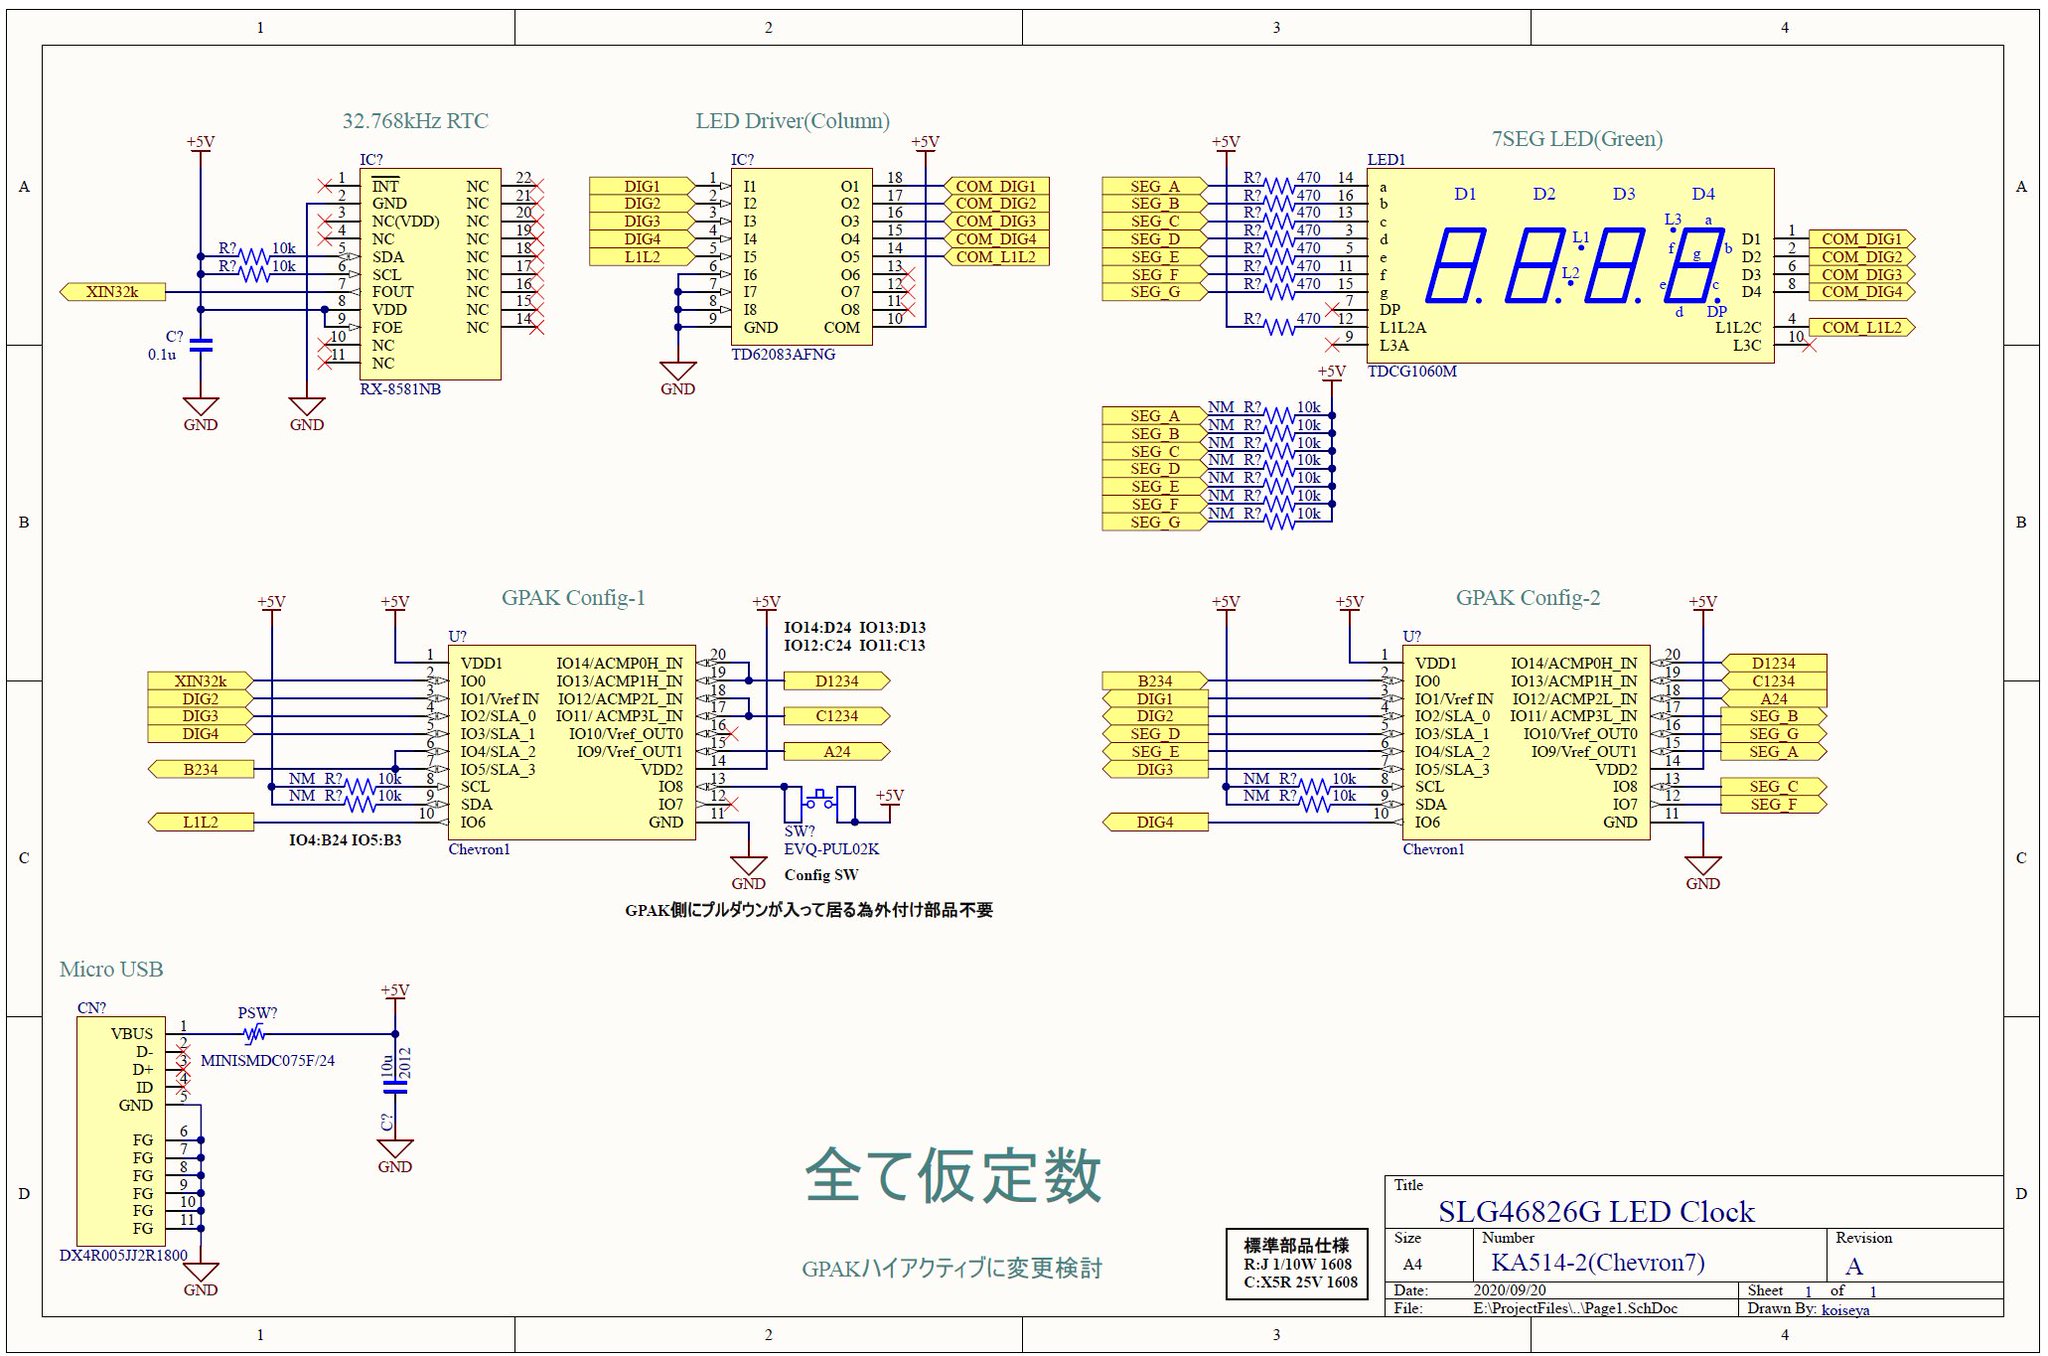 1 2 3 4
A A
B B
C C
D D
1 2 3 4
32.768kHz RTC
+5V
IC?
1 INT NC 22
2 GND NC 21
3 NC(VDD) NC 20
4 NC NC 19
R? 10k 5 SDA NC 18
R? 10k 6 SCL NC 17
XIN32k 7 FOUT NC 16
8 VDD NC 15
9 FOE NC 14
10 NC
11 NC
C?
0.1u
RX-8581NB
GND GND
LED Driver(Column)
+5V
IC?
DIG1 1 I1 O1 18 COM_DIG1
DIG2 2 I2 O2 17 COM_DIG2
DIG3 3 I3 O3 16 COM_DIG3
DIG4 4 I4 O4 15 COM_DIG4
L1L2 5 I5 O5 14 COM_L1L2
6 I6 O6 13
7 I7 O7 12
8 I8 O8 11
9 GND COM 10
TD62083AFNG
GND
7SEG LED(Green)
+5V
LED1
SEG_A R? 470 14 a
SEG_B R? 470 16 b
SEG_C R? 470 13 c
SEG_D R? 470 3 d
SEG_E R? 470 5 e
SEG_F R? 470 11 f
SEG_G R? 470 15 g
7 DP
R? 470 12 L1L2A
9 L3A
D1 D2 D3 D4
L1 L2 L3 a b c d e f g DP
D1 1 COM_DIG1
D2 2 COM_DIG2
D3 6 COM_DIG3
D4 8 COM_DIG4
L1L2C 4 COM_L1L2
L3C 10
TDCG1060M
+5V
SEG_A NM R? 10k
SEG_B NM R? 10k
SEG_C NM R? 10k
SEG_D NM R? 10k
SEG_E NM R? 10k
SEG_F NM R? 10k
SEG_G NM R? 10k
GPAK Config-1
+5V +5V +5V
IO14:D24 IO13:D13
IO12:C24 IO11:C13
U?
1 VDD1 IO14/ACMP0H_IN 20
XIN32k 2 IO0 IO13/ACMP1H_IN 19 D1234
DIG2 3 IO1/Vref IN IO12/ACMP2L_IN 18
DIG3 4 IO2/SLA_0 IO11/ ACMP3L_IN 17 C1234
DIG4 5 IO3/SLA_1 IO10/Vref_OUT0 16
6 IO4/SLA_2 IO9/Vref_OUT1 15 A24
B234 7 IO5/SLA_3 VDD2 14
NM R? 10k 8 SCL IO8 13
NM R? 10k 9 SDA IO7 12
L1L2 10 IO6 GND 11
+5V
IO4:B24 IO5:B3
Chevron1
SW?
EVQ-PUL02K
Config SW
GND
GPAK側にプルダウンが入って居る為外付け部品不要
GPAK Config-2
+5V +5V +5V
U?
1 VDD1 IO14/ACMP0H_IN 20 D1234
B234 2 IO0 IO13/ACMP1H_IN 19 C1234
DIG1 3 IO1/Vref IN IO12/ACMP2L_IN 18 A24
DIG2 4 IO2/SLA_0 IO11/ ACMP3L_IN 17 SEG_B
SEG_D 5 IO3/SLA_1 IO10/Vref_OUT0 16 SEG_G
SEG_E 6 IO4/SLA_2 IO9/Vref_OUT1 15 SEG_A
DIG3 7 IO5/SLA_3 VDD2 14
NM R? 10k 8 SCL IO8 13 SEG_C
NM R? 10k 9 SDA IO7 12 SEG_F
DIG4 10 IO6 GND 11
Chevron1
GND
Micro USB
CN?
VBUS 1
D- 2
D+ 3
ID 4
GND 5
FG 6
FG 7
FG 8
FG 9
FG 10
FG 11
DX4R005JJ2R1800
GND
PSW?
MINISMDC075F/24
+5V
10u
2012
C?
GND
全て仮定数
GPAKハイアクティブに変更検討
標準部品仕様
R:J 1/10W 1608
C:X5R 25V 1608
Title
SLG46826G LED Clock
Size Number Revision
A4 KA514-2(Chevron7) A
Date: 2020/09/20 Sheet 1 of 1
File: E:\ProjectFiles\..\Page1.SchDoc Drawn By: koiseya